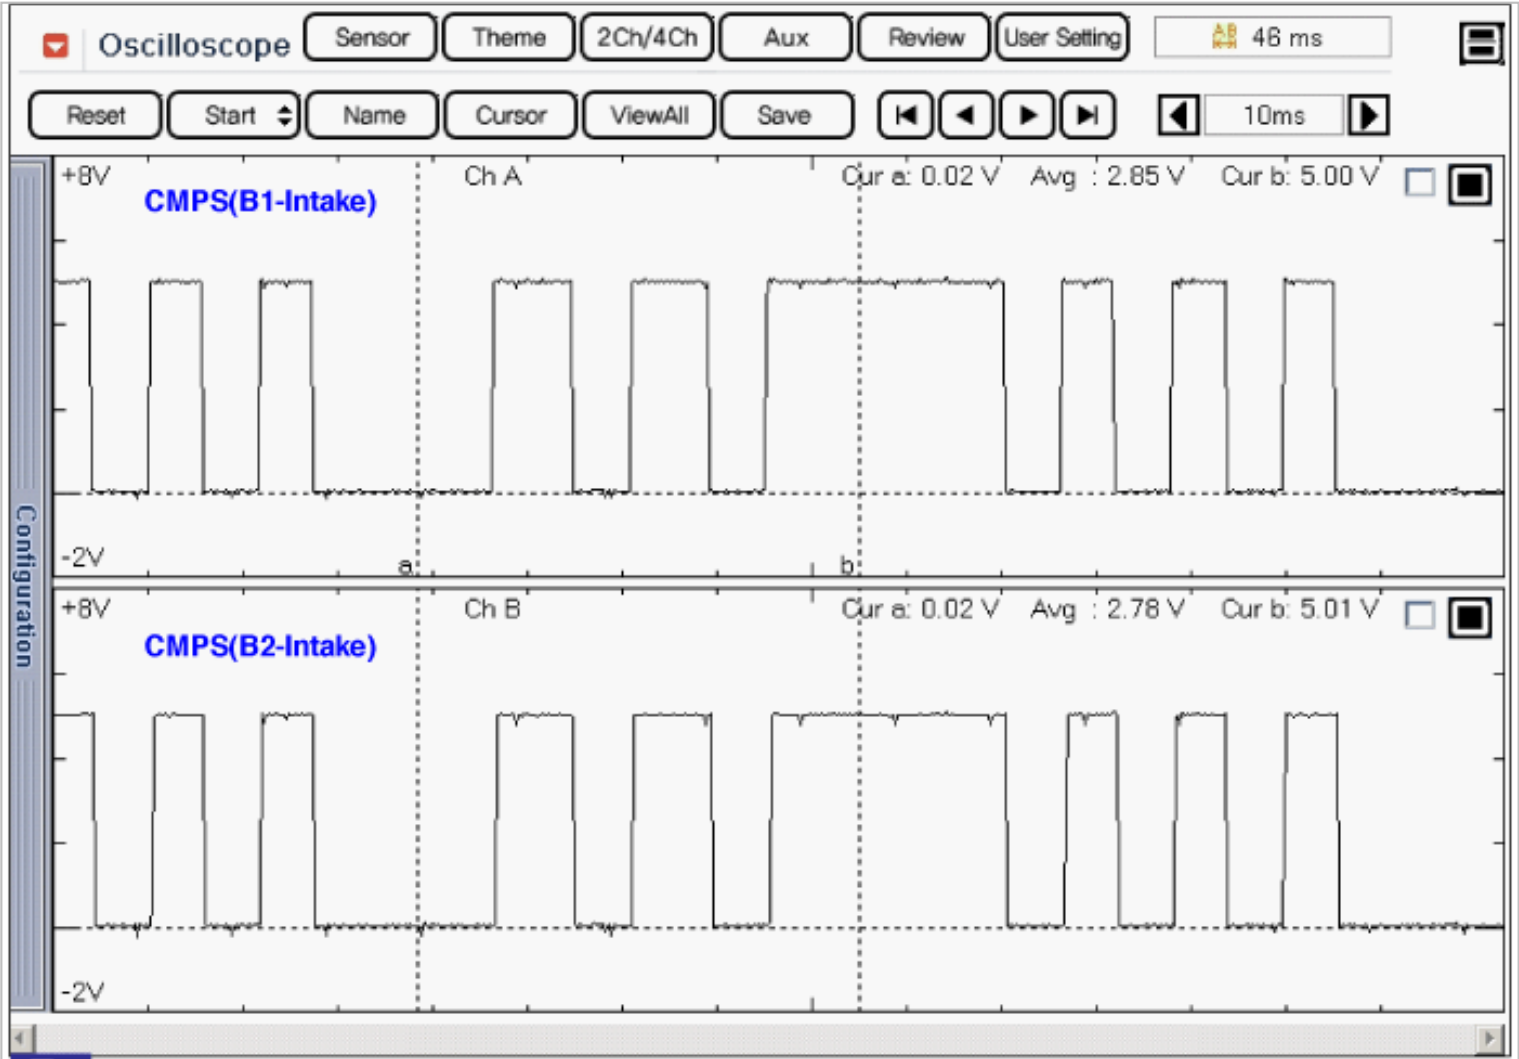 Oscilloscope Sensor Theme 2Ch/4Ch Aux Review User Setting AB 46 ms
Reset Start Name Cursor ViewAll Save 10ms
+8V Ch A Cur a: 0.02 V Avg : 2.85 V Cur b: 5.00 V
CMPS(B1-Intake)
-2V a b
+8V Ch B Cur a: 0.02 V Avg : 2.78 V Cur b: 5.01 V
CMPS(B2-Intake)
-2V
Configuration